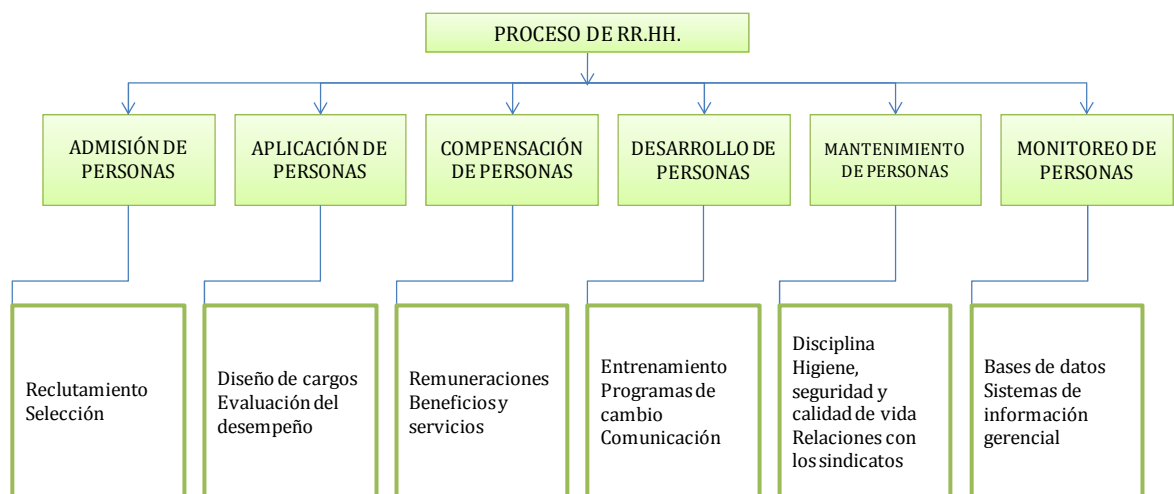 PROCESO DE RR.HH.
ADMISIÓN DE
PERSONAS
APLICACIÓN DE
PERSONAS
COMPENSACIÓN
DE PERSONAS
DESARROLLO DE
PERSONAS
MANTENIMIENTO
DE PERSONAS
MONITOREO DE
PERSONAS
Reclutamiento
Selección
Diseño de cargos
Evaluación del
desempeño
Remuneraciones
Beneficios y
servicios
Entrenamiento
Programas de
cambio
Comunicación
Disciplina
Higiene,
seguridad y
calidad de vida
Relaciones con
los sindicatos
Bases de datos
Sistemas de
información
gerencial